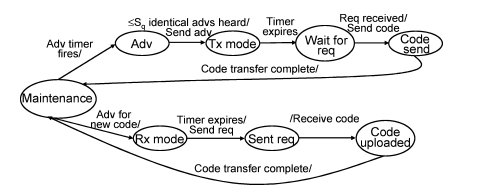 ≤Sq identical advs heard/
Send adv
Timer
expires
Req received/
Send code
Adv timer
fires/
Adv
Tx mode
Wait for
req
Code
send
Code transfer complete/
Maintenance
Adv for
new code/
Timer expires/
Send req
/Receive code
Rx mode
Sent req
Code
uploaded
Code transfer complete/